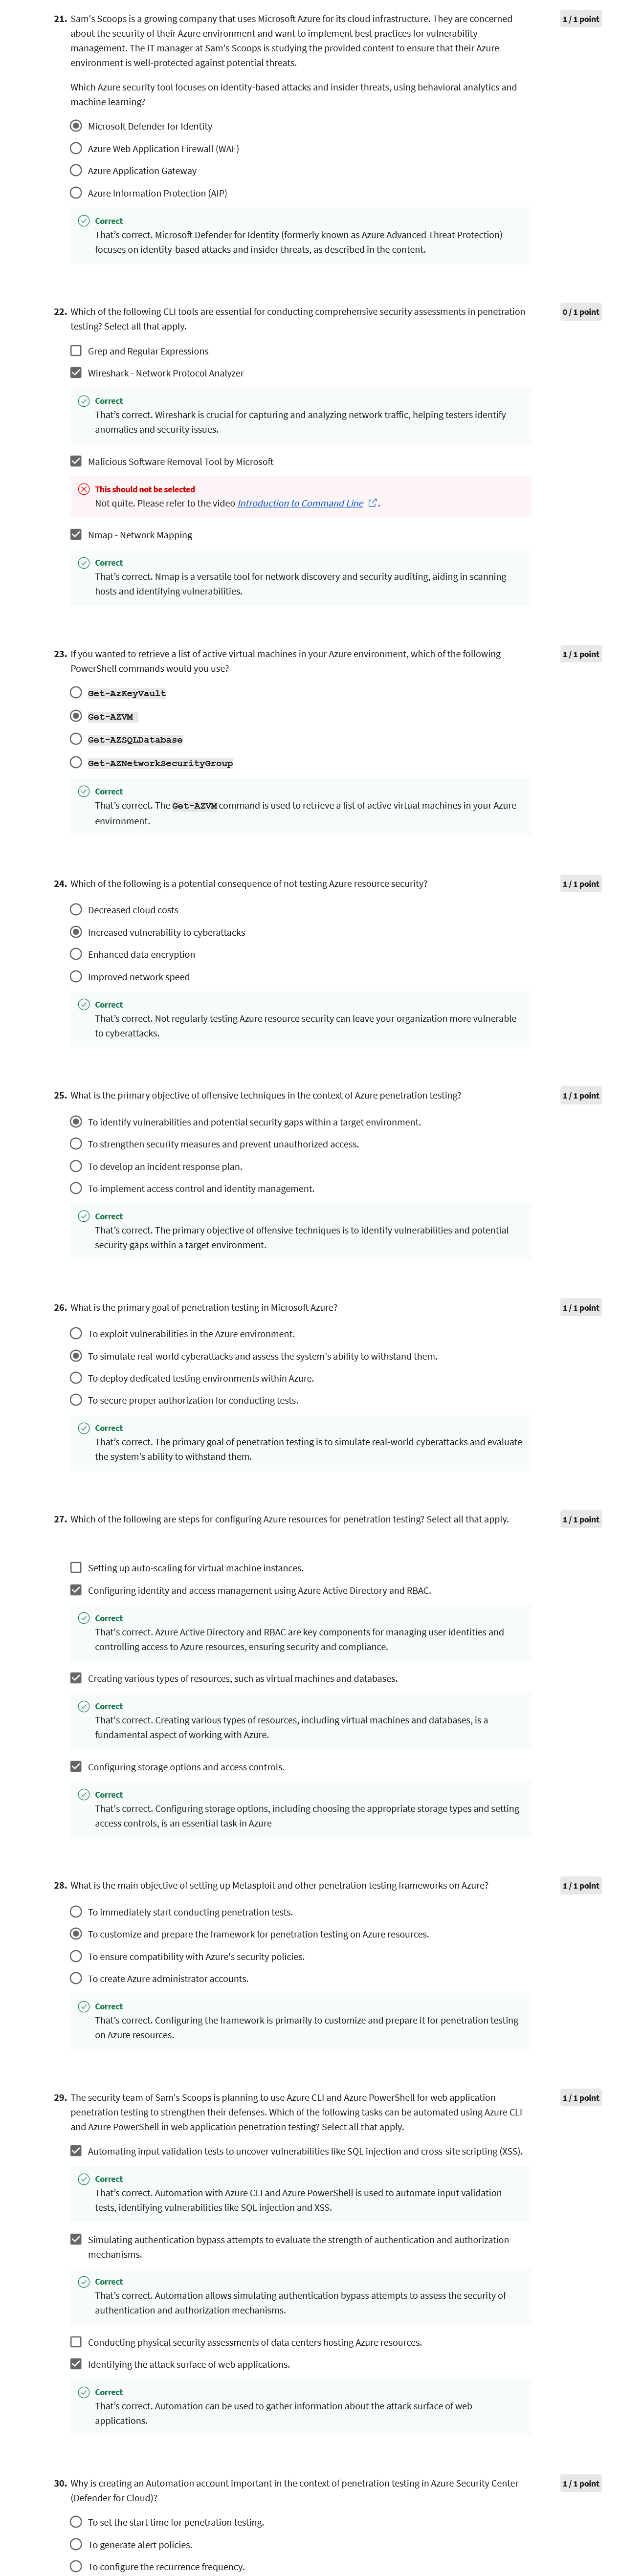 21. Sam's Scoops is a growing company that uses Microsoft Azure for its cloud infrastructure. They are concerned
about the security of their Azure environment and want to implement best practices for vulnerability
management. The IT manager at Sam's Scoops is studying the provided content to ensure that their Azure
environment is well-protected against potential threats.
1 / 1 point
Which Azure security tool focuses on identity-based attacks and insider threats, using behavioral analytics and
machine learning?
Microsoft Defender for Identity
Azure Web Application Firewall (WAF)
Azure Application Gateway
Azure Information Protection (AIP)
Correct
That's correct. Microsoft Defender for Identity (formerly known as Azure Advanced Threat Protection)
focuses on identity-based attacks and insider threats, as described in the content.
22. Which of the following CLI tools are essential for conducting comprehensive security assessments in penetration
testing? Select all that apply.
0 / 1 point
Grep and Regular Expressions
Wireshark - Network Protocol Analyzer
Correct
That's correct. Wireshark is crucial for capturing and analyzing network traffic, helping testers identify
anomalies and security issues.
Malicious Software Removal Tool by Microsoft
This should not be selected
Not quite. Please refer to the video Introduction to Command Line .
Nmap - Network Mapping
Correct
That's correct. Nmap is a versatile tool for network discovery and security auditing, aiding in scanning
hosts and identifying vulnerabilities.
23. If you wanted to retrieve a list of active virtual machines in your Azure environment, which of the following
PowerShell commands would you use?
1 / 1 point
Get-AzKeyVault
Get-AZVM
Get-AZSQLDatabase
Get-AZNetworkSecurityGroup
Correct
That's correct. The Get-AZVM command is used to retrieve a list of active virtual machines in your Azure
environment.
24. Which of the following is a potential consequence of not testing Azure resource security?
1 / 1 point
Decreased cloud costs
Increased vulnerability to cyberattacks
Enhanced data encryption
Improved network speed
Correct
That's correct. Not regularly testing Azure resource security can leave your organization more vulnerable
to cyberattacks.
25. What is the primary objective of offensive techniques in the context of Azure penetration testing?
1 / 1 point
To identify vulnerabilities and potential security gaps within a target environment.
To strengthen security measures and prevent unauthorized access.
To develop an incident response plan.
To implement access control and identity management.
Correct
That's correct. The primary objective of offensive techniques is to identify vulnerabilities and potential
security gaps within a target environment.
26. What is the primary goal of penetration testing in Microsoft Azure?
1 / 1 point
To exploit vulnerabilities in the Azure environment.
To simulate real-world cyberattacks and assess the system's ability to withstand them.
To deploy dedicated testing environments within Azure.
To secure proper authorization for conducting tests.
Correct
That's correct. The primary goal of penetration testing is to simulate real-world cyberattacks and evaluate
the system's ability to withstand them.
27. Which of the following are steps for configuring Azure resources for penetration testing? Select all that apply.
1 / 1 point
Setting up auto-scaling for virtual machine instances.
Configuring identity and access management using Azure Active Directory and RBAC.
Correct
That's correct. Azure Active Directory and RBAC are key components for managing user identities and
controlling access to Azure resources, ensuring security and compliance.
Creating various types of resources, such as virtual machines and databases.
Correct
That's correct. Creating various types of resources, including virtual machines and databases, is a
fundamental aspect of working with Azure.
Configuring storage options and access controls.
Correct
That's correct. Configuring storage options, including choosing the appropriate storage types and setting
access controls, is an essential task in Azure
28. What is the main objective of setting up Metasploit and other penetration testing frameworks on Azure?
1 / 1 point
To immediately start conducting penetration tests.
To customize and prepare the framework for penetration testing on Azure resources.
To ensure compatibility with Azure's security policies.
To create Azure administrator accounts.
Correct
That's correct. Configuring the framework is primarily to customize and prepare it for penetration testing
on Azure resources.
29. The security team of Sam's Scoops is planning to use Azure CLI and Azure PowerShell for web application
penetration testing to strengthen their defenses. Which of the following tasks can be automated using Azure CLI
and Azure PowerShell in web application penetration testing? Select all that apply.
1 / 1 point
Automating input validation tests to uncover vulnerabilities like SQL injection and cross-site scripting (XSS).
Correct
That's correct. Automation with Azure CLI and Azure PowerShell is used to automate input validation
tests, identifying vulnerabilities like SQL injection and XSS.
Simulating authentication bypass attempts to evaluate the strength of authentication and authorization
mechanisms.
Correct
That's correct. Automation allows simulating authentication bypass attempts to assess the security of
authentication and authorization mechanisms.
Conducting physical security assessments of data centers hosting Azure resources.
Identifying the attack surface of web applications.
Correct
That's correct. Automation can be used to gather information about the attack surface of web
applications.
30. Why is creating an Automation account important in the context of penetration testing in Azure Security Center
(Defender for Cloud)?
1 / 1 point
To set the start time for penetration testing.
To generate alert policies.
To configure the recurrence frequency.